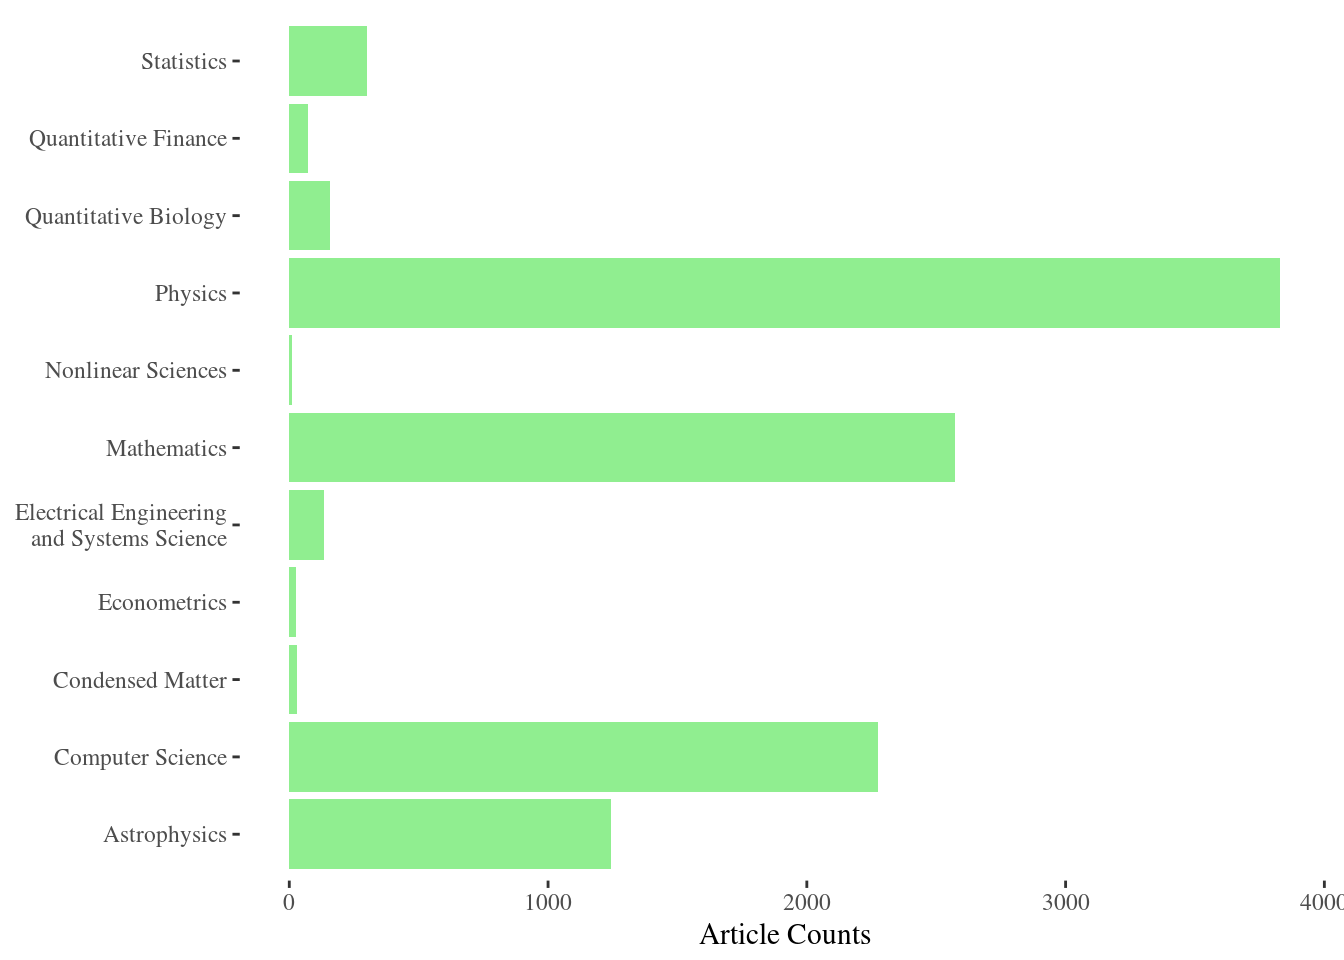 Statistics
Quantitative Finance
Quantitative Biology
Physics
Nonlinear Sciences
Mathematics
Electrical Engineering
and Systems Science
Econometrics
Condensed Matter
Computer Science
Astrophysics
0 1000 2000 3000 4000
Article Counts